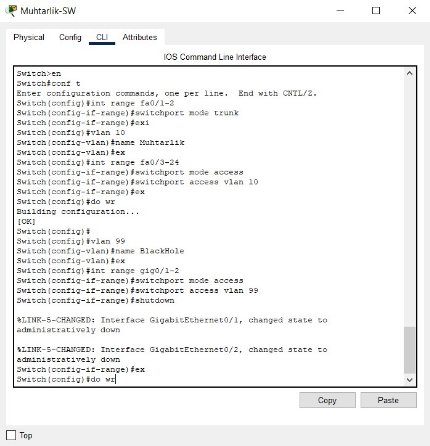 Muhtarlik-SW
Physical Config CLI Attributes
IOS Command Line Interface
Switch>en
Switch#conf t
Enter configuration commands, one per line. End with CNTL/Z.
Switch(config)#int range fa0/1-2
Switch(config-if-range)#switchport mode trunk
Switch(config-if-range)#exi
Switch(config)#vlan 10
Switch(config-vlan)#name Muhtarlik
Switch(config-vlan)#ex
Switch(config)#int range fa0/3-24
Switch(config-if-range)#switchport mode access
Switch(config-if-range)#switchport access vlan 10
Switch(config-if-range)#ex
Switch(config)#do wr
Building configuration...
[OK]
Switch(config)#
Switch(config)#vlan 99
Switch(config-vlan)#name BlackHole
Switch(config-vlan)#ex
Switch(config)#int range gig0/1-2
Switch(config-if-range)#switchport mode access
Switch(config-if-range)#switchport access vlan 99
Switch(config-if-range)#shutdown
%LINK-5-CHANGED: Interface GigabitEthernet0/1, changed state to
administratively down
%LINK-5-CHANGED: Interface GigabitEthernet0/2, changed state to
administratively down
Switch(config-if-range)#ex
Switch(config)#do wr
Copy Paste
Top